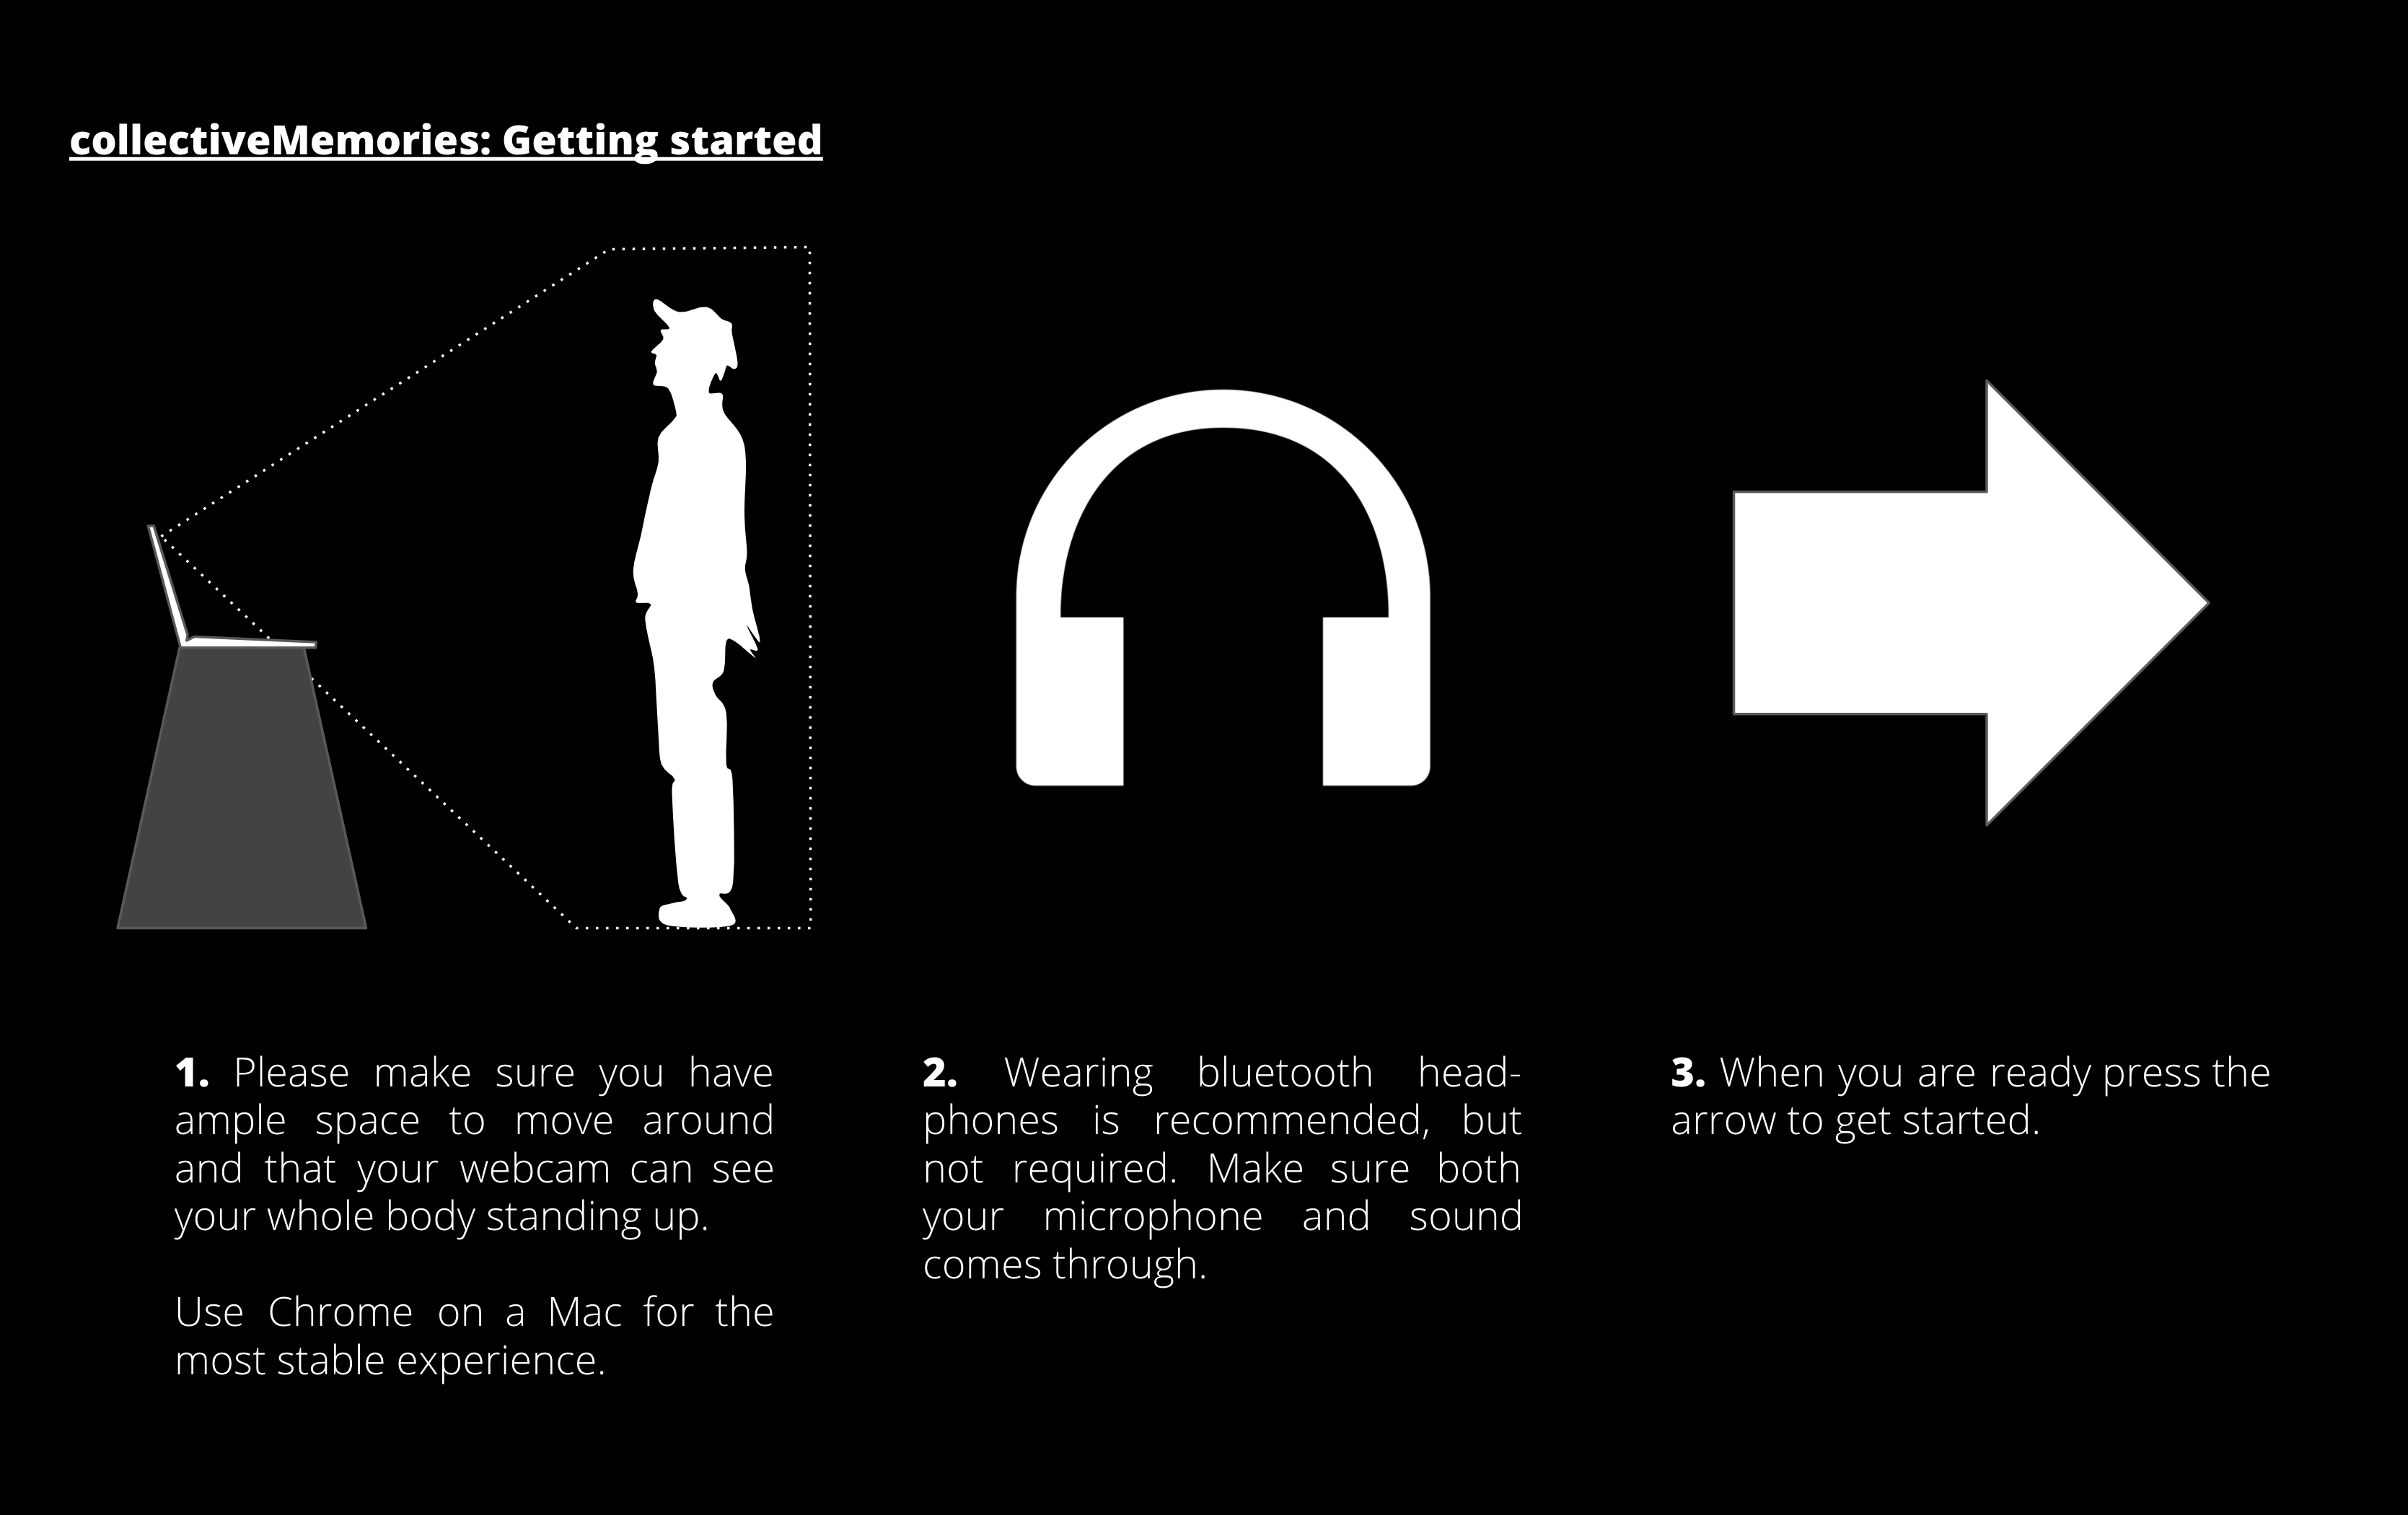 collectiveMemories: Getting started
1. Please make sure you have
ample space to move around
and that your webcam can see
your whole body standing up.
Use Chrome on a Mac for the
most stable experience.
2. Wearing bluetooth head-
phones is recommended, but
not required. Make sure both
your microphone and sound
comes through.
3. When you are ready press the
arrow to get started.